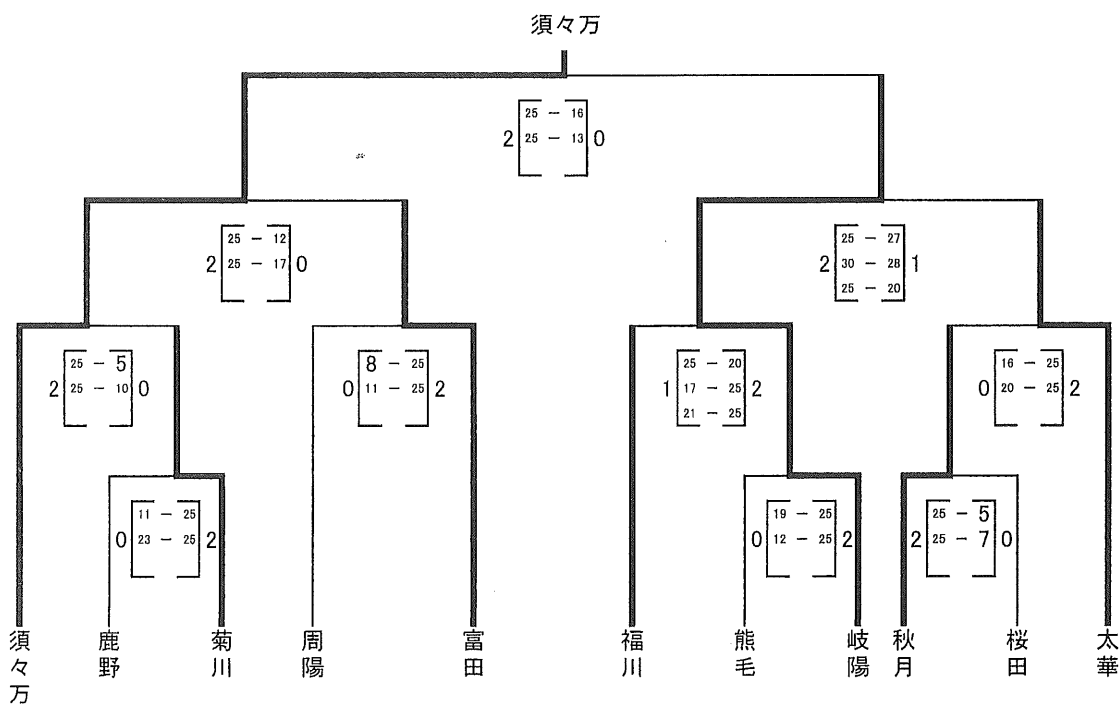 須々万
25 - 16
2 25 - 13 0
25 - 12
2 25 - 17 0
25 - 27
2 30 - 28 1
25 - 20
25 - 5
2 25 - 10 0
8 - 25
0 11 - 25 2
25 - 20
1 17 - 25 2
21 - 25
16 - 25
0 20 - 25 2
11 - 25
0 23 - 25 2
19 - 25
0 12 - 25 2
25 - 5
2 25 - 7 0
須々万
鹿野
菊川
周陽
富田
福川
熊毛
岐陽
秋月
桜田
太華